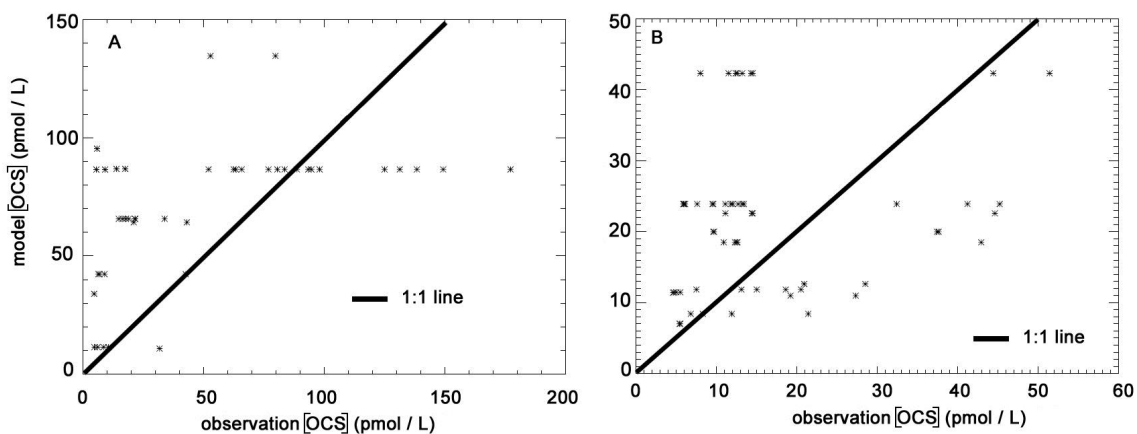 A
150
100
50
0
model [OCS] (pmol / L)
1:1 line
0 50 100 150 200
observation [OCS] (pmol / L)
B
50
40
30
20
10
0
1:1 line
0 10 20 30 40 50 60
observation [OCS] (pmol / L)